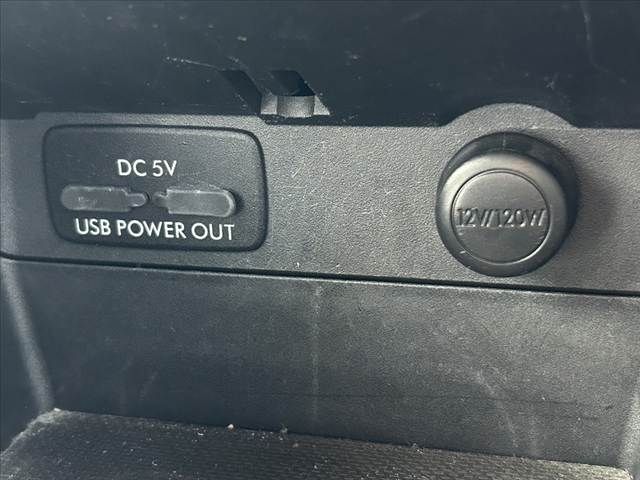 DC 5V
USB POWER OUT
12V/120W